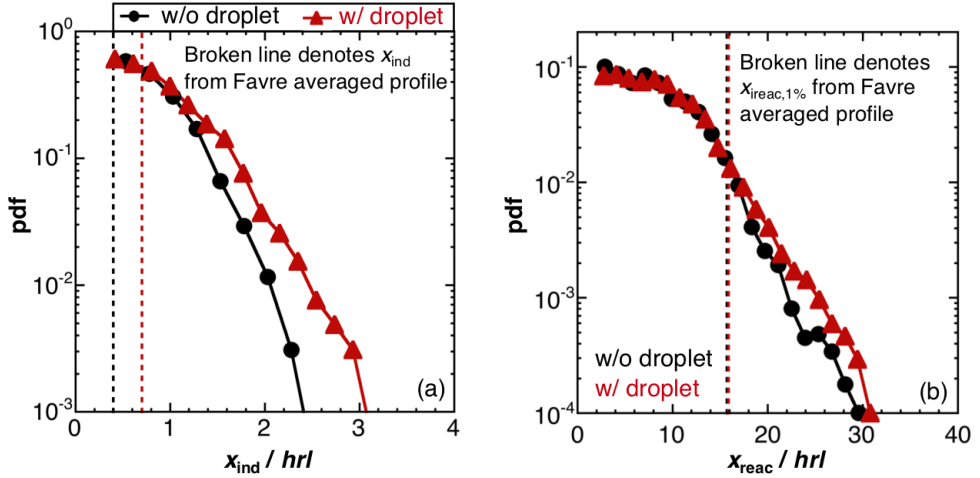 w/o droplet w/ droplet
10^0
10^-1
10^-2
10^-3
pdf
Broken line denotes x_ind
from Favre averaged profile
(a)
0 1 2 3 4
x_ind / hrl
10^-1
10^-2
10^-3
10^-4
pdf
Broken line denotes
x_ireac,1% from Favre
averaged profile
w/o droplet
w/ droplet
(b)
0 10 20 30 40
x_reac / hrl